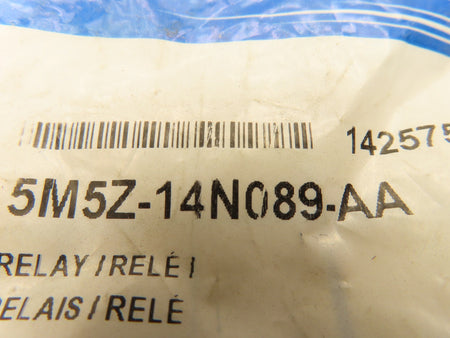 142575
5M5Z-14N089-AA
RELAY / RELÉ /
RELAIS / RELÉ